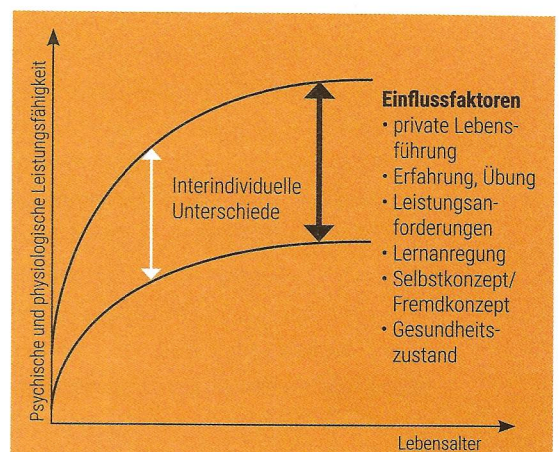 Psychische und physiologische Leistungsfähigkeit
Interindividuelle
Unterschiede
Einflussfaktoren
• private Lebens-
führung
• Erfahrung, Übung
• Leistungsan-
forderungen
• Lernanregung
• Selbstkonzept/
Fremdkonzept
• Gesundheits-
zustand
Lebensalter